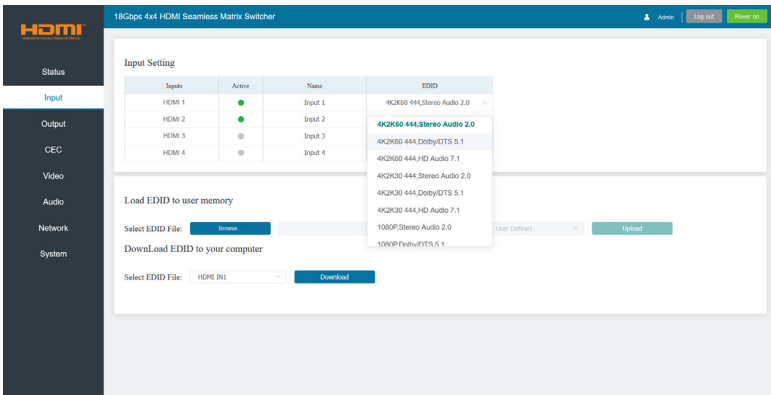 HDMI
18Gbps 4x4 HDMI Seamless Matrix Switcher
Admin
Log out
Power on
Status
Input
Output
CEC
Video
Audio
Network
System
Input Setting
Inputs Active Name EDID
HDMI 1 Input 1 4K2K60 444,Stereo Audio 2.0
HDMI 2 Input 2
HDMI 3 Input 3
HDMI 4 Input 4
4K2K60 444,Stereo Audio 2.0
4K2K60 444,Dolby/DTS 5.1
4K2K60 444,HD Audio 7.1
4K2K30 444,Stereo Audio 2.0
4K2K30 444,Dolby/DTS 5.1
4K2K30 444,HD Audio 7.1
1080P,Stereo Audio 2.0
1080P,Dolby/DTS 5.1
Load EDID to user memory
Select EDID File: Browse... User Define1 Upload
DownLoad EDID to your computer
Select EDID File: HDMI IN1 Download